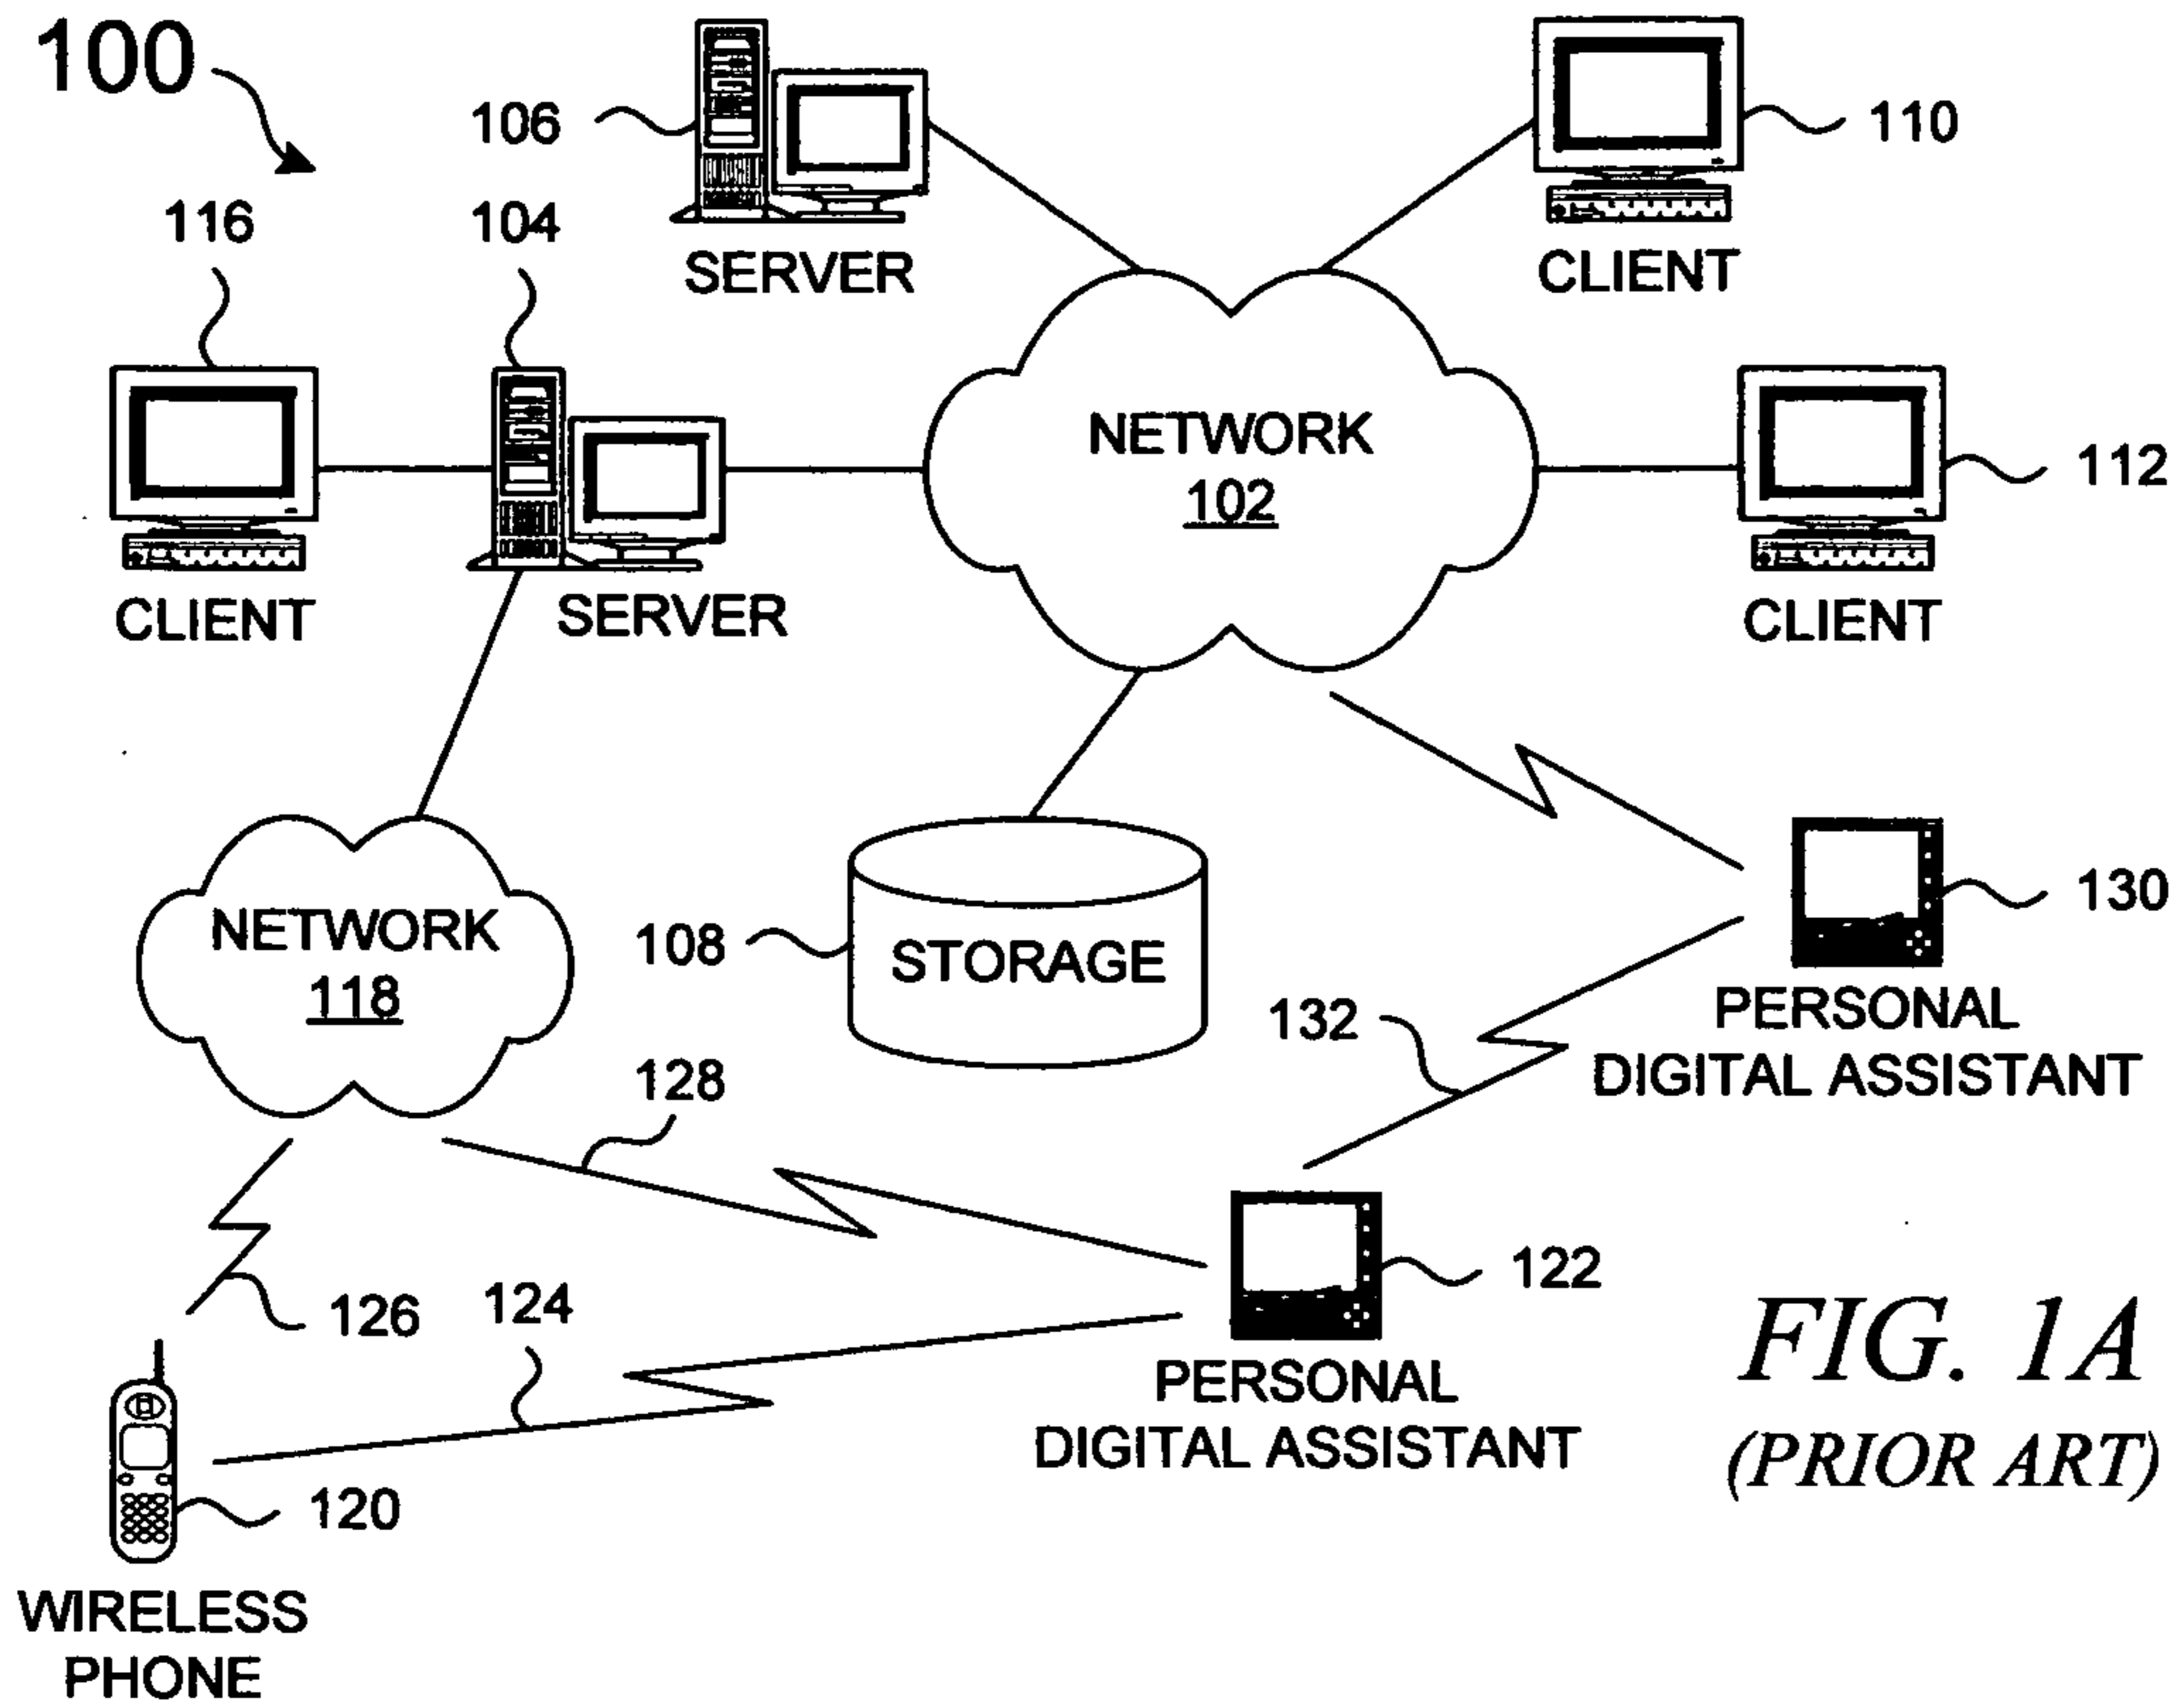 100
106
110
116
104
SERVER
CLIENT
NETWORK
102
112
CLIENT
SERVER
CLIENT
NETWORK
118
108
STORAGE
130
132
PERSONAL
DIGITAL ASSISTANT
128
122
126
124
PERSONAL
DIGITAL ASSISTANT
FIG. 1A
(PRIOR ART)
120
WIRELESS
PHONE